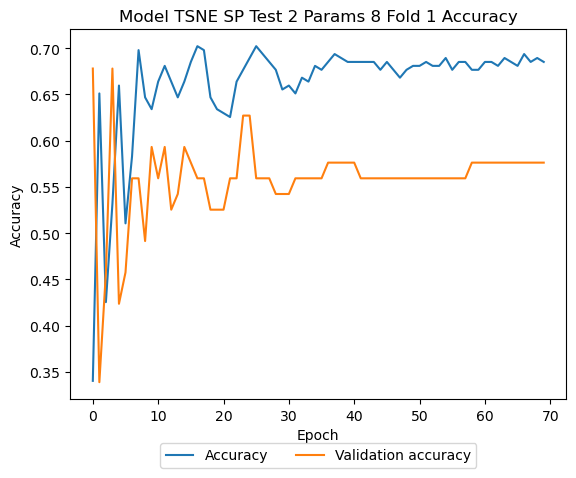 Model TSNE SP Test 2 Params 8 Fold 1 Accuracy
0.70
0.65
0.60
0.55
0.50
0.45
0.40
0.35
Accuracy
0 10 20 30 40 50 60 70
Epoch
Accuracy Validation accuracy